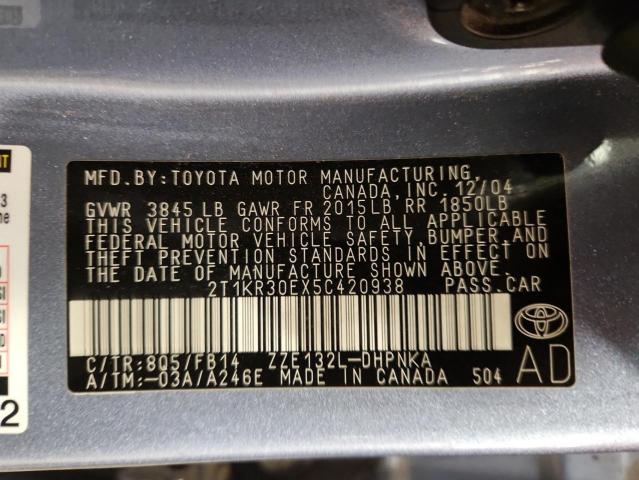 MFD. BY: TOYOTA MOTOR MANUFACTURING,
CANADA, INC. 12/04
GVWR 3845 LB GAWR FR 2015LB RR 1850LB
THIS VEHICLE CONFORMS TO ALL APPLICABLE
FEDERAL MOTOR VEHICLE SAFETY, BUMPER, AND
THEFT PREVENTION STANDARDS IN EFFECT ON
THE DATE OF MANUFACTURE SHOWN ABOVE.
2T1KR30EX5C420938 PASS.CAR
C/TR:8Q5/FB14 ZZE132L-DHPNKA
A/TM:-03A/A246E MADE IN CANADA 504
AD
3
2